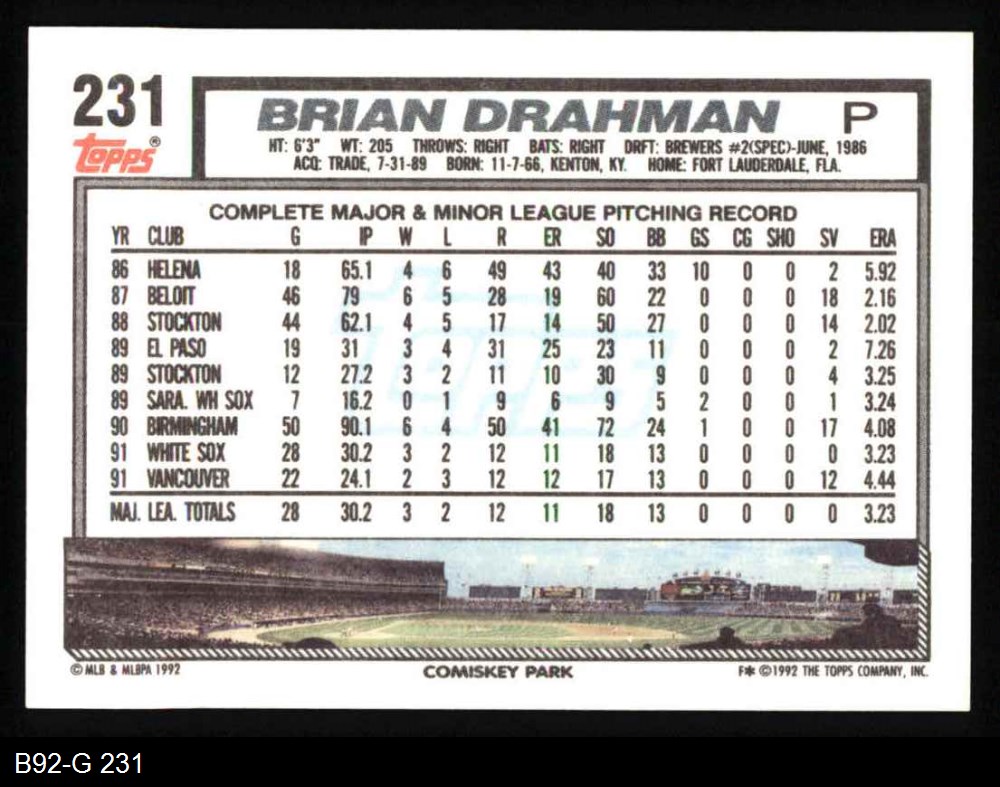 231
Topps®
BRIAN DRAHMAN P
HT: 6'3" WT: 205 THROWS: RIGHT BATS: RIGHT DRFT: BREWERS #2(SPEC)-JUNE, 1986
ACQ: TRADE, 7-31-89 BORN: 11-7-66, KENTON, KY. HOME: FORT LAUDERDALE, FLA.
COMPLETE MAJOR & MINOR LEAGUE PITCHING RECORD
YR CLUB G IP W L R ER SO BB GS CG SHO SV ERA
86 HELENA 18 65.1 4 6 49 43 40 33 10 0 0 2 5.92
87 BELOIT 46 79 6 5 28 19 60 22 0 0 0 18 2.16
88 STOCKTON 44 62.1 4 5 17 14 50 27 0 0 0 14 2.02
89 EL PASO 19 31 3 4 31 25 23 11 0 0 0 2 7.26
89 STOCKTON 12 27.2 3 2 11 10 30 9 0 0 0 4 3.25
89 SARA. WH SOX 7 16.2 0 1 9 6 9 5 2 0 0 1 3.24
90 BIRMINGHAM 50 90.1 6 4 50 41 72 24 1 0 0 17 4.08
91 WHITE SOX 28 30.2 3 2 12 11 18 13 0 0 0 0 3.23
91 VANCOUVER 22 24.1 2 3 12 12 17 13 0 0 0 12 4.44
MAJ. LEA. TOTALS 28 30.2 3 2 12 11 18 13 0 0 0 0 3.23
© MLB & MLBPA 1992 COMISKEY PARK F* ©1992 THE TOPPS COMPANY, INC.
B92-G 231